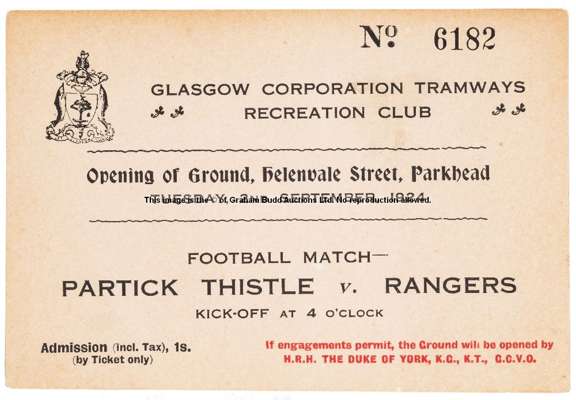 No. 6182
GLASGOW CORPORATION TRAMWAYS
RECREATION CLUB
Opening of Ground, Helenvale Street, Parkhead
TUESDAY, 2ND SEPTEMBER, 1924
This image is the © of, Graham Budd Auctions Ltd. No reproduction allowed.
FOOTBALL MATCH—
PARTICK THISTLE v. RANGERS
KICK-OFF AT 4 O'CLOCK
Admission (incl. Tax), 1s.
(by Ticket only)
If engagements permit, the Ground will be opened by
H.R.H. THE DUKE OF YORK, K.G., K.T., G.C.V.O.